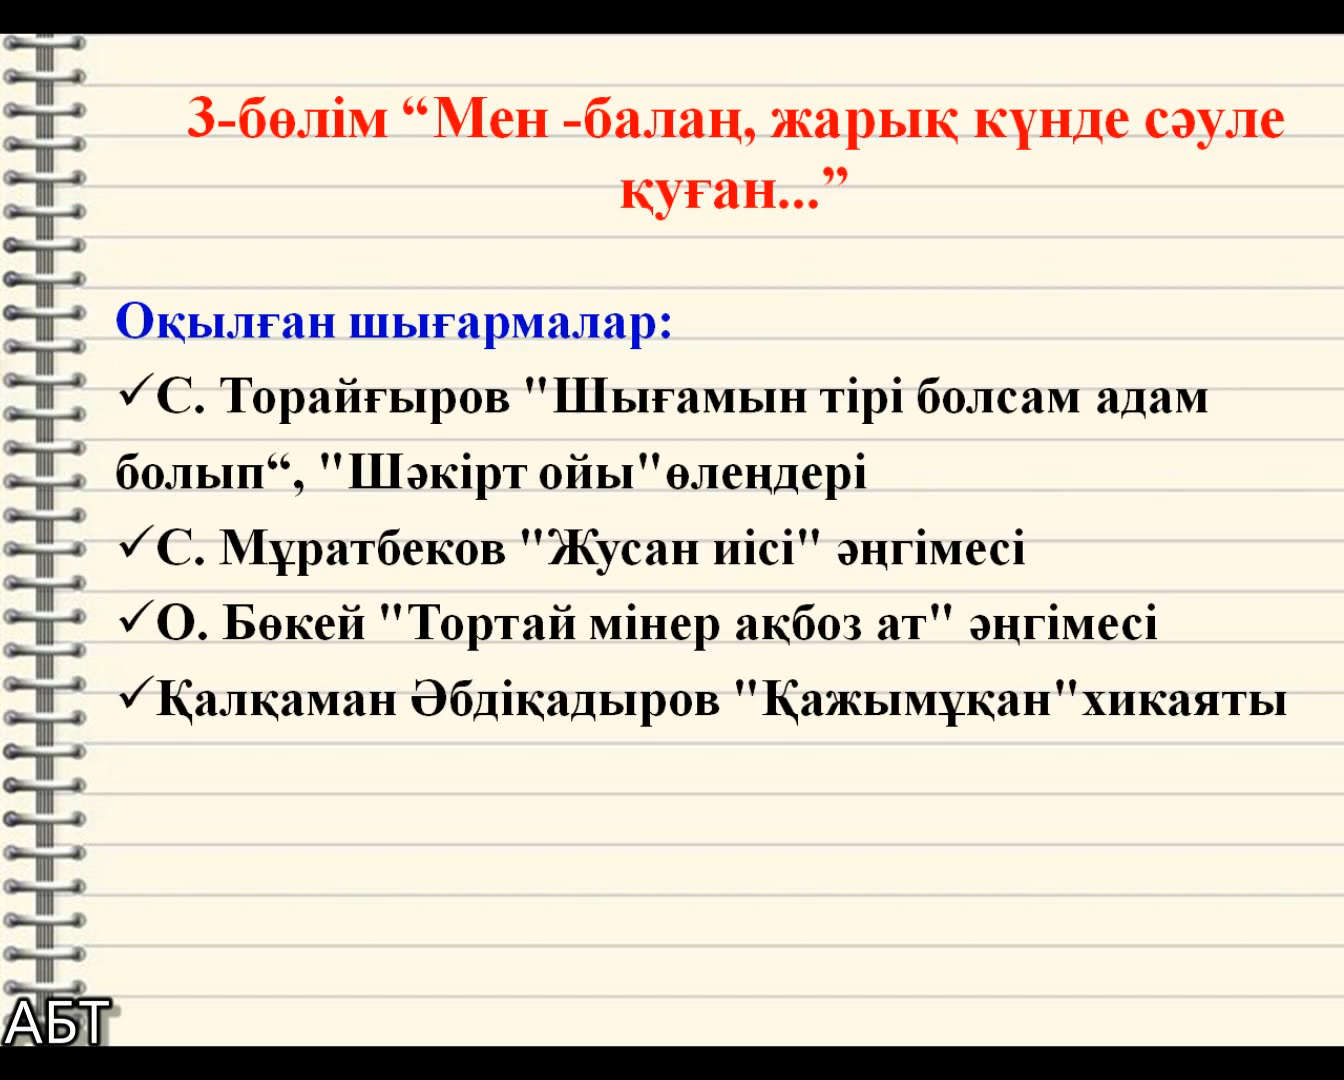 3-бөлім “Мен -балаң, жарық күнде сәуле
қуған...”
Оқылған шығармалар:
✓С. Торайғыров "Шығамын тірі болсам адам
болып“, "Шәкірт ойы"өлеңдері
✓С. Мұратбеков "Жусан иісі" әңгімесі
✓О. Бөкей "Тортай мінер ақбоз ат" әңгімесі
✓Қалқаман Әбдіқадыров "Қажымұқан"хикаяты
АБТ